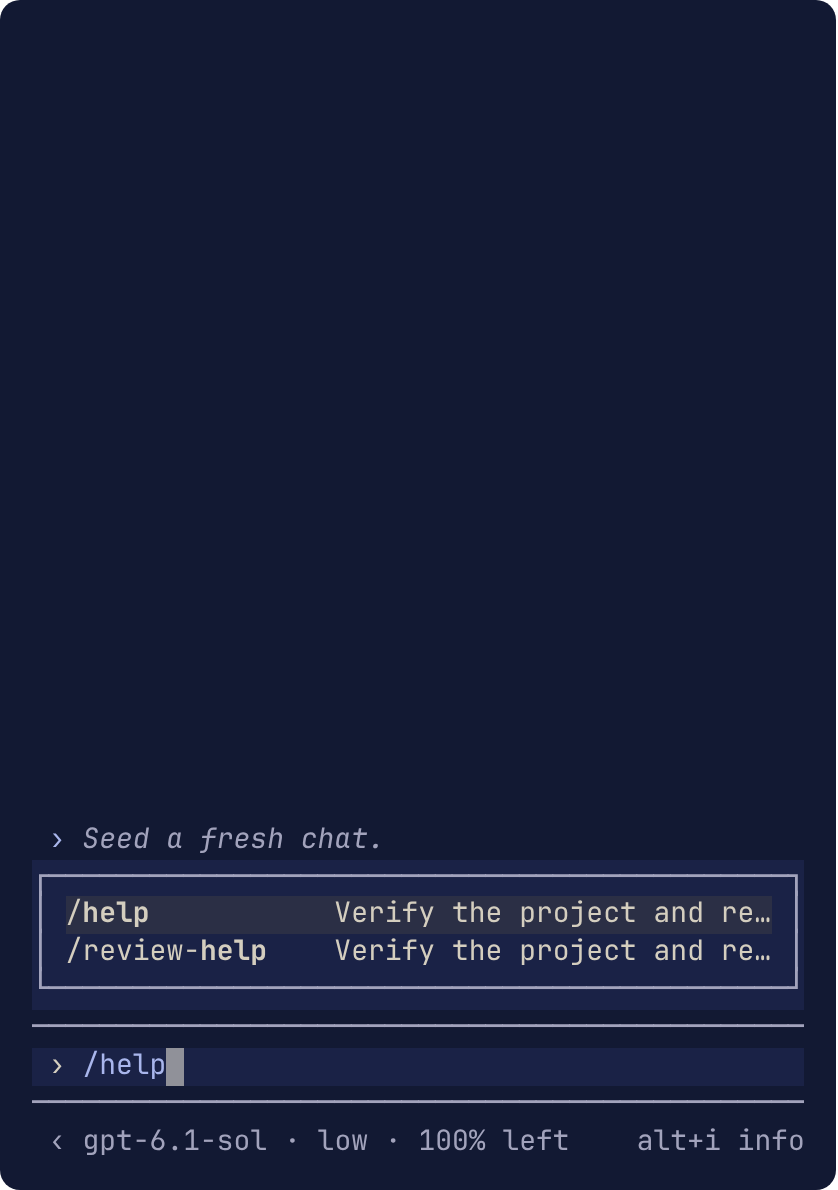 › Seed a fresh chat.
/help Verify the project and re…
/review-help Verify the project and re…
› /help
‹ gpt-6.1-sol · low · 100% left alt+i info